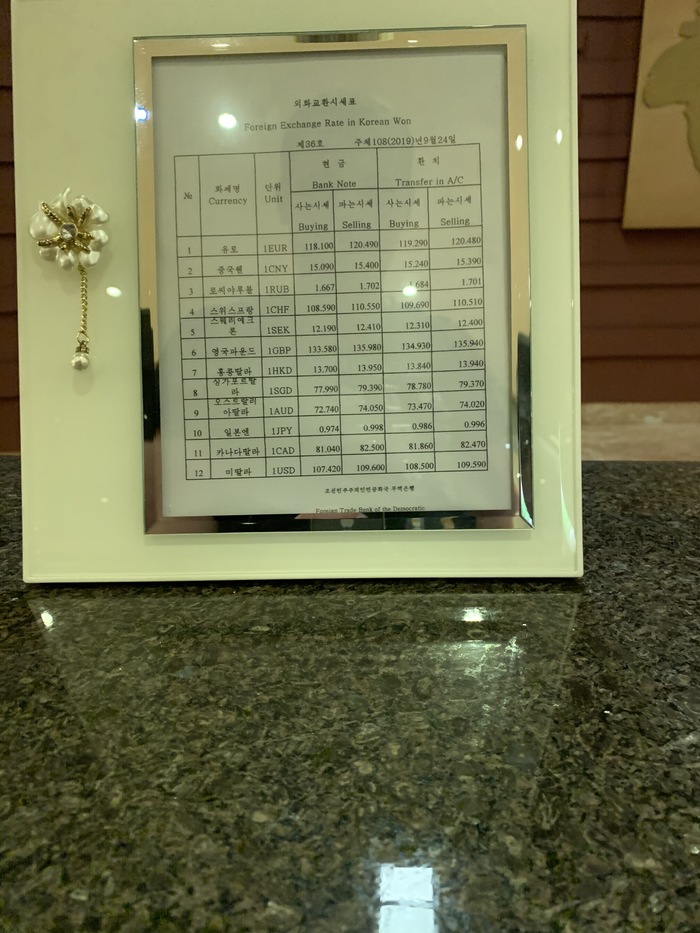 외화교환시세표
Foreign Exchange Rate in Korean Won
제36호 주체108(2019)년9월24일
№ 화폐명 Currency 단위 Unit 현금 Bank Note 환치 Transfer in A/C
사는시세 Buying 파는시세 Selling 사는시세 Buying 파는시세 Selling
1 유로 1EUR 118.100 120.490 119.290 120.480
2 중국원 1CNY 15.090 15.400 15.240 15.390
3 로씨야루블 1RUB 1.667 1.702 684 1.701
4 스위스프랑 1CHF 108.590 110.550 109.690 110.510
5 스웨리예크론 1SEK 12.190 12.410 12.310 12.400
6 영국파운드 1GBP 133.580 135.980 134.930 135.940
7 홍콩딸라 1HKD 13.700 13.950 13.840 13.940
8 싱가포르딸라 1SGD 77.990 79.390 78.780 79.370
9 오스트랄리아딸라 1AUD 72.740 74.050 73.470 74.020
10 일본엔 1JPY 0.974 0.998 0.986 0.996
11 카나다딸라 1CAD 81.040 82.500 81.860 82.470
12 미딸라 1USD 107.420 109.600 108.500 109.590
조선민주주의인민공화국 무역은행
Foreign Trade Bank of the Democratic